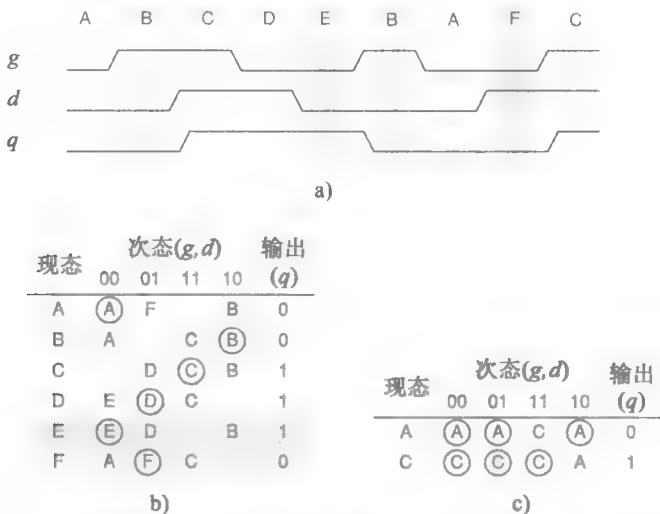 A B C D E B A F C
g
d
q
a)
现态 次态(g,d) 输出(q)
00 01 11 10
A A F B 0
B A C B 0
C D C B 1
D E D C 1
E E D B 1
F A F C 0
b)
现态 次态(g,d) 输出(q)
00 01 11 10
A A A C A 0
C C C C A 1
c)